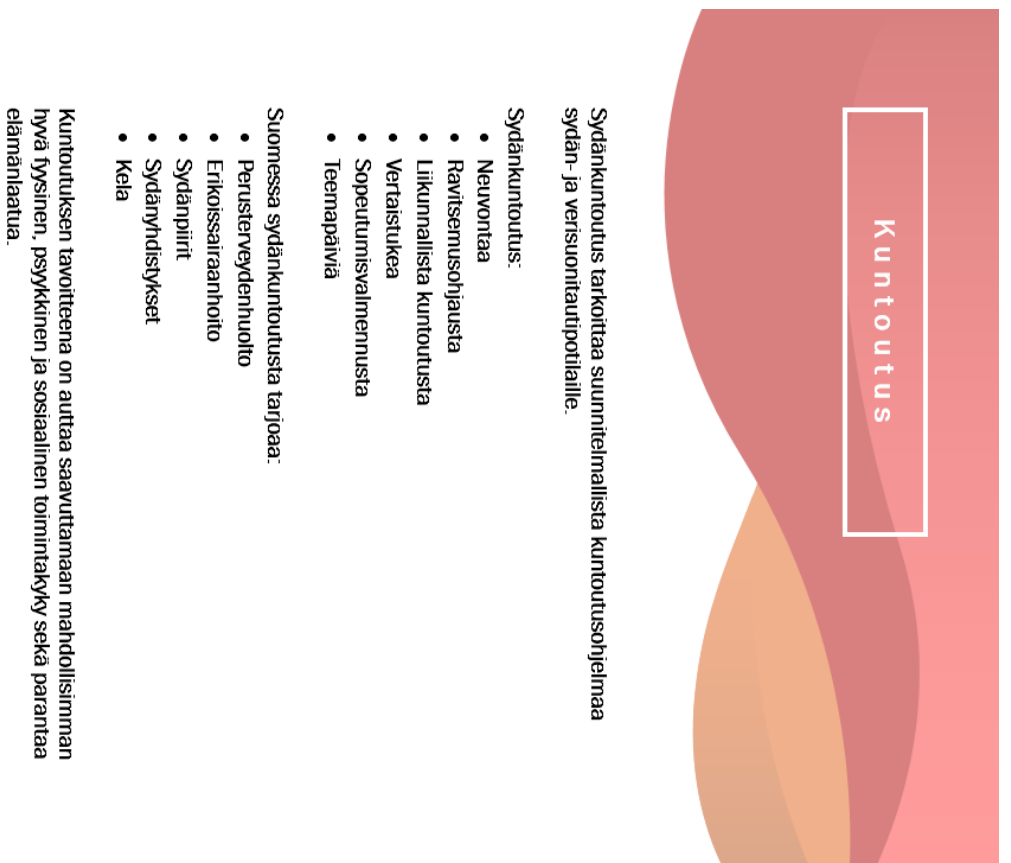 Kuntoutus
Sydänkuntoutus tarkoittaa suunnitelmallista kuntoutusohjelmaa
sydän- ja verisuonitautipotilaille.
Sydänkuntoutus:
• Neuvontaa
• Ravitsemusohjausta
• Liikunnallista kuntoutusta
• Vertaistukea
• Sopeutumisvalmennusta
• Teemapäiviä
Suomessa sydänkuntoutusta tarjoaa:
• Perusterveydenhuolto
• Erikoissairaanhoito
• Sydänpiirit
• Sydänyhdistykset
• Kela
Kuntoutuksen tavoitteena on auttaa saavuttamaan mahdollisimman
hyvä fyysinen, psyykkinen ja sosiaalinen toimintakyky sekä parantaa
elämänlaatua.